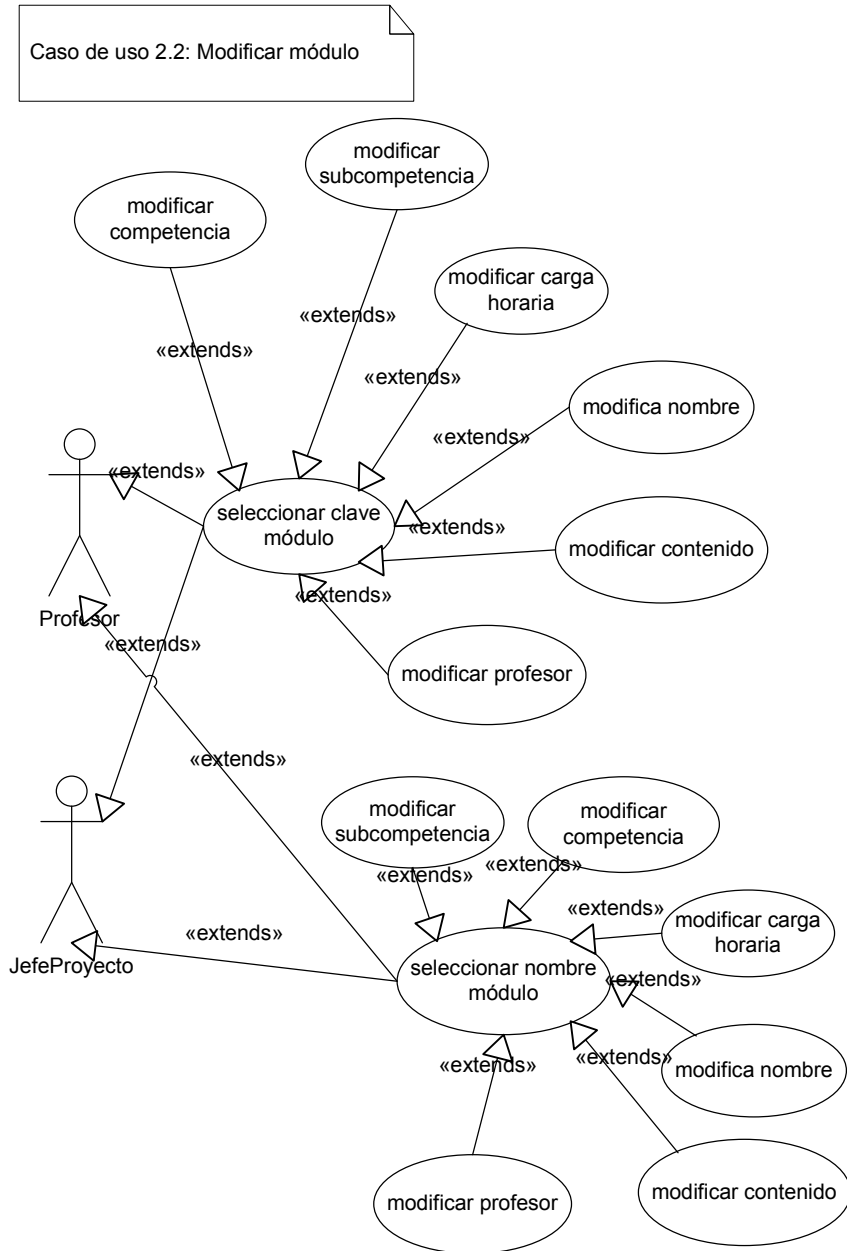 Caso de uso 2.2: Modificar módulo
modificar
subcompetencia
modificar
competencia
modificar carga
horaria
«extends»
«extends»
«extends»
modifica nombre
«extends»
«extends»
seleccionar clave
módulo
«extends»
modificar contenido
«extends»
Profesor
«extends»
modificar profesor
«extends»
modificar
subcompetencia
modificar
competencia
«extends»
«extends»
«extends»
modificar carga
horaria
«extends»
JefeProyecto
seleccionar nombre
módulo
«extends»
«extends»
«extends»
modifica nombre
modificar profesor
modificar contenido